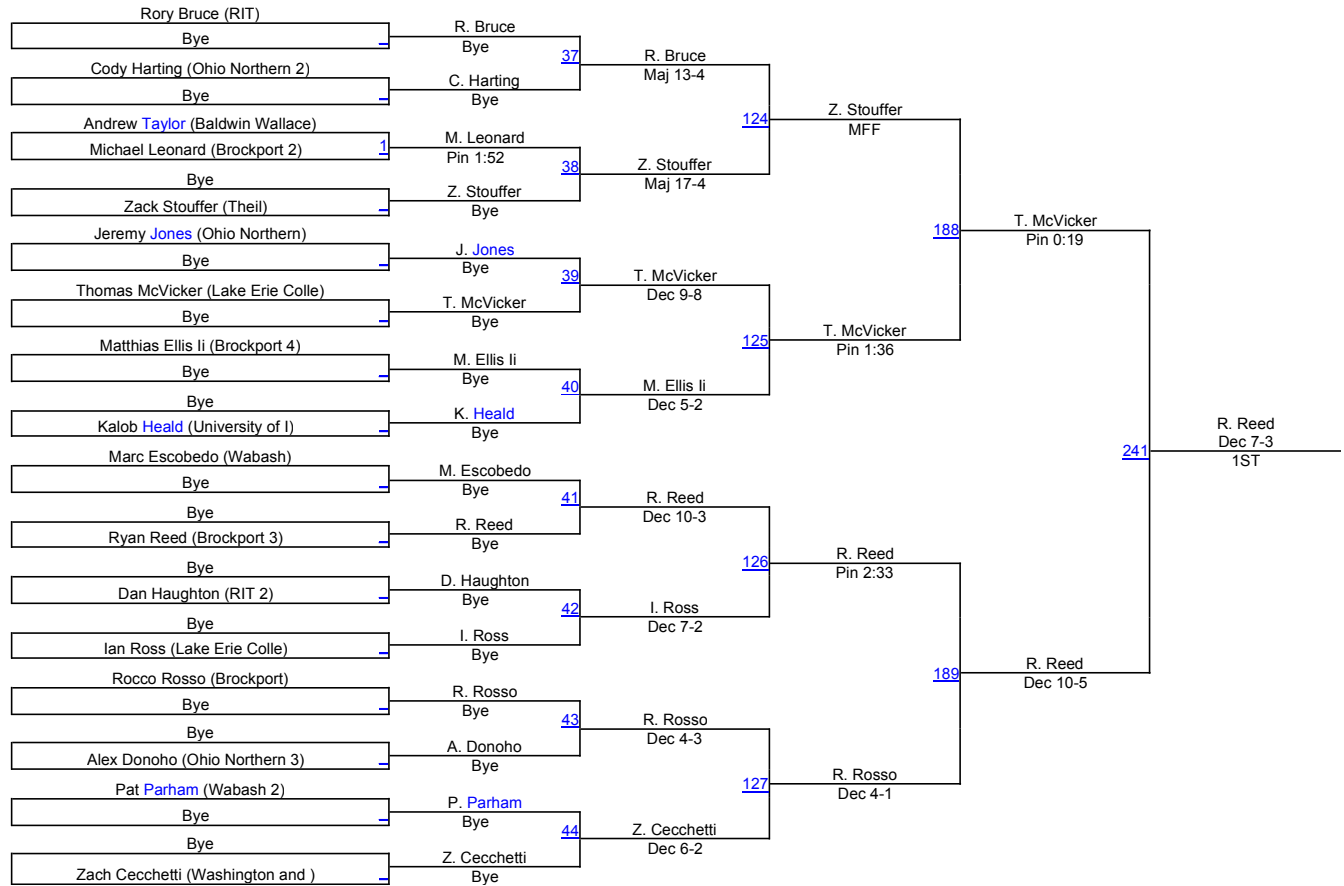 Rory Bruce (RIT)
Bye
Cody Harting (Ohio Northern 2)
Bye
Andrew Taylor (Baldwin Wallace)
Michael Leonard (Brockport 2)
1
Bye
Zack Stouffer (Theil)
Jeremy Jones (Ohio Northern)
Bye
Thomas McVicker (Lake Erie Colle)
Bye
Matthias Ellis Ii (Brockport 4)
Bye
Bye
Kalob Heald (University of I)
Marc Escobedo (Wabash)
Bye
Bye
Ryan Reed (Brockport 3)
Bye
Dan Haughton (RIT 2)
Bye
Ian Ross (Lake Erie Colle)
Rocco Rosso (Brockport)
Bye
Bye
Alex Donoho (Ohio Northern 3)
Pat Parham (Wabash 2)
Bye
Bye
Zach Cecchetti (Washington and )
R. Bruce
Bye
37
C. Harting
Bye
M. Leonard
Pin 1:52
38
Z. Stouffer
Bye
J. Jones
Bye
39
T. McVicker
Bye
M. Ellis Ii
Bye
40
K. Heald
Bye
M. Escobedo
Bye
41
R. Reed
Bye
D. Haughton
Bye
42
I. Ross
Bye
R. Rosso
Bye
43
A. Donoho
Bye
P. Parham
Bye
44
Z. Cecchetti
Bye
R. Bruce
Maj 13-4
124
Z. Stouffer
Maj 17-4
T. McVicker
Dec 9-8
125
M. Ellis Ii
Dec 5-2
R. Reed
Dec 10-3
126
I. Ross
Dec 7-2
R. Rosso
Dec 4-3
127
Z. Cecchetti
Dec 6-2
Z. Stouffer
MFF
188
T. McVicker
Pin 1:36
R. Reed
Pin 2:33
189
R. Rosso
Dec 4-1
T. McVicker
Pin 0:19
241
R. Reed
Dec 10-5
R. Reed
Dec 7-3
1ST